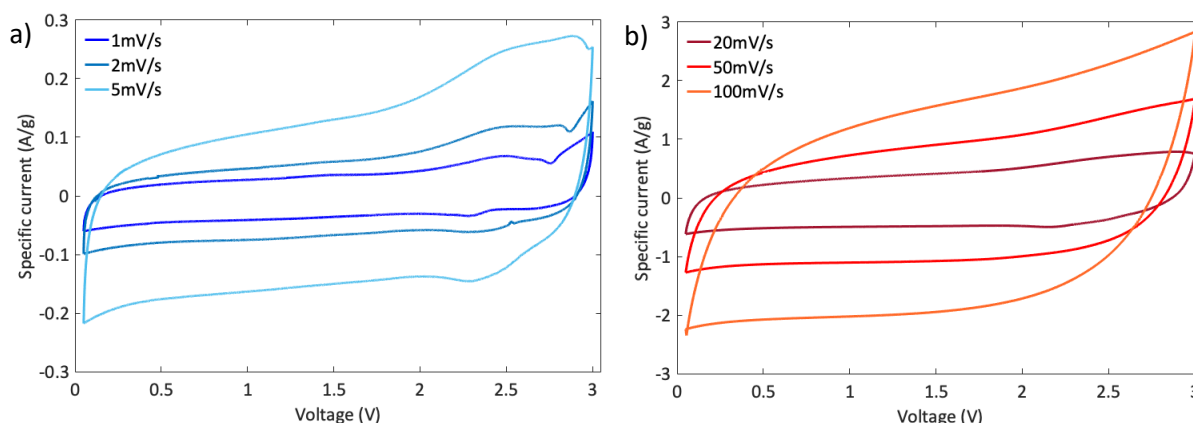 a)
1mV/s
2mV/s
5mV/s
Specific current (A/g)
0.3
0.2
0.1
0
-0.1
-0.2
-0.3
0 0.5 1 1.5 2 2.5 3
Voltage (V)
b)
20mV/s
50mV/s
100mV/s
Specific current (A/g)
3
2
1
0
-1
-2
-3
0 0.5 1 1.5 2 2.5 3
Voltage (V)